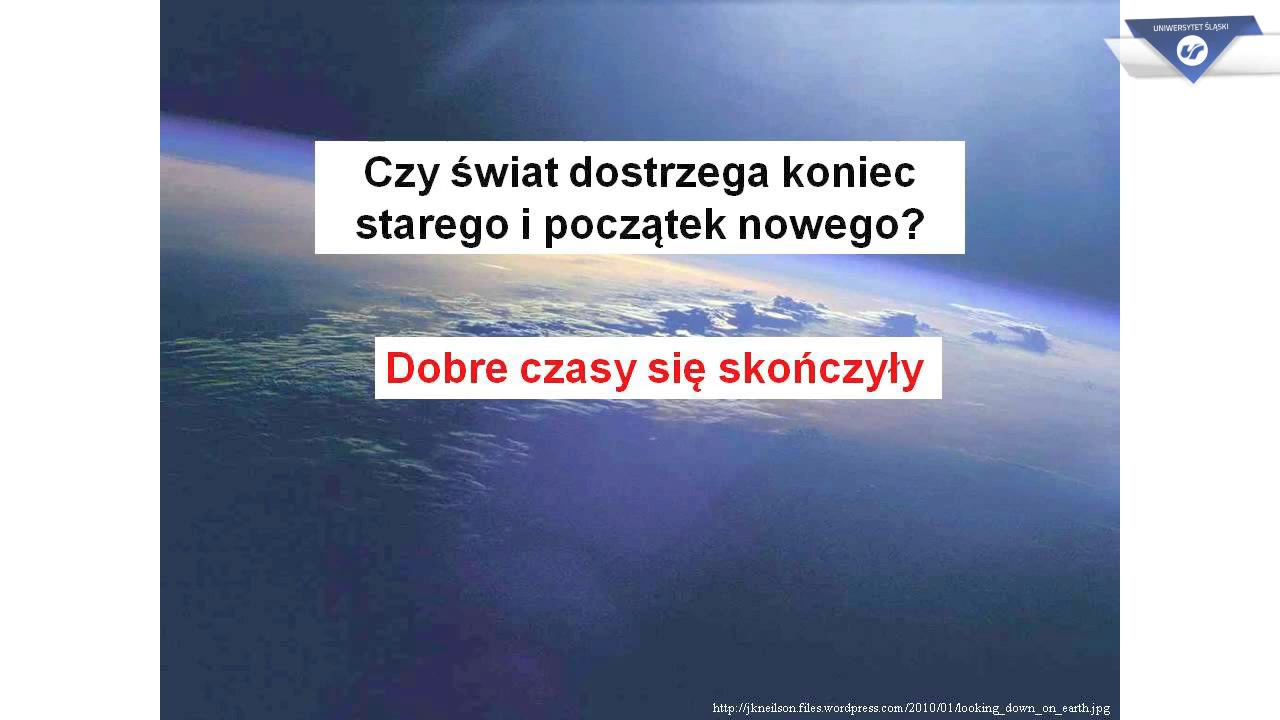 UNIWERSYTET ŚLĄSKI
Czy świat dostrzega koniec
starego i początek nowego?
Dobre czasy się skończyły
http://jkneilson.files.wordpress.com/2010/01/looking_down_on_earth.jpg